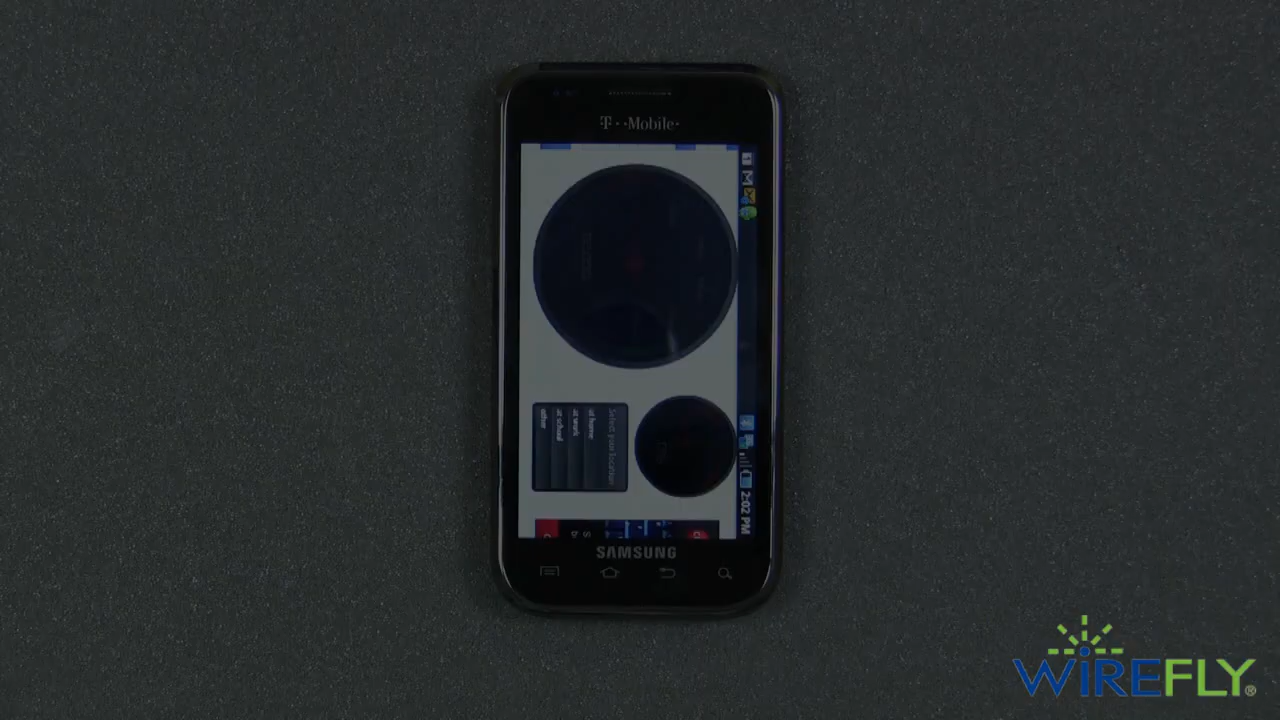 T··Mobile·
2:02 PM
Select your location
at home
at work
at school
other
SAMSUNG
WIREFLY®